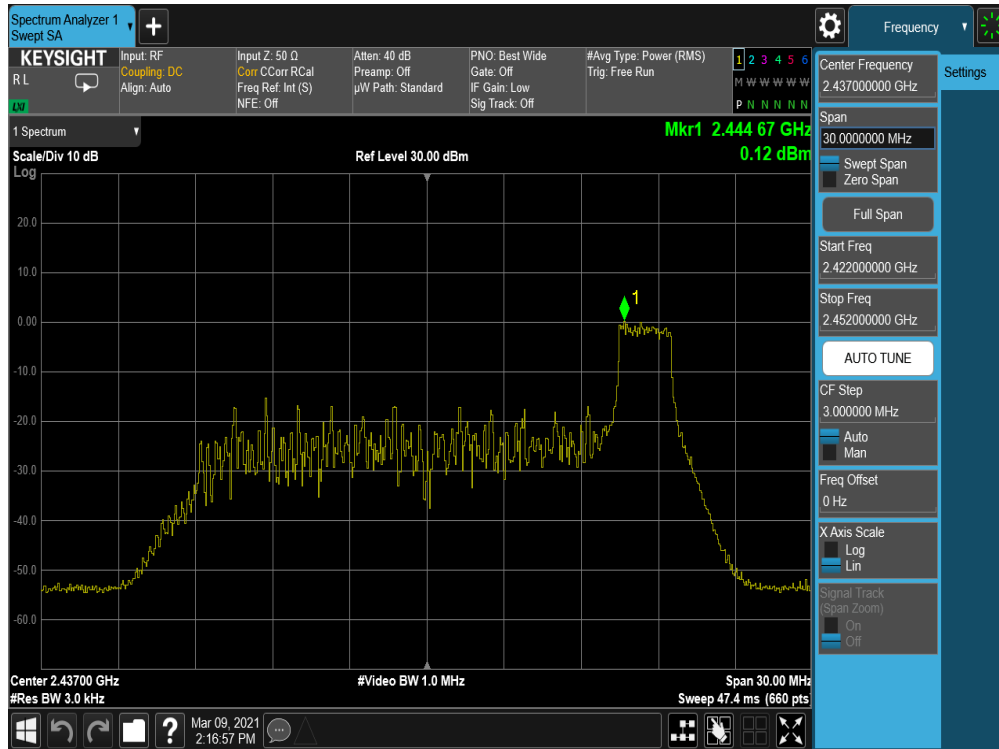 Spectrum Analyzer 1
Swept SA
+
Frequency
KEYSIGHT
R L
LXI
Input: RF
Coupling: DC
Align: Auto
Input Z: 50 Ω
Corr CCorr RCal
Freq Ref: Int (S)
NFE: Off
Atten: 40 dB
Preamp: Off
µW Path: Standard
PNO: Best Wide
Gate: Off
IF Gain: Low
Sig Track: Off
#Avg Type: Power (RMS)
Trig: Free Run
1 2 3 4 5 6
M W W W W W
P N N N N N
1 Spectrum
Scale/Div 10 dB
Log
Ref Level 30.00 dBm
Mkr1 2.444 67 GHz
0.12 dBm
20.0
10.0
0.00
-10.0
-20.0
-30.0
-40.0
-50.0
-60.0
1
Center 2.43700 GHz
#Res BW 3.0 kHz
#Video BW 1.0 MHz
Span 30.00 MHz
Sweep 47.4 ms (660 pts)
Mar 09, 2021
2:16:57 PM
?
Center Frequency
2.437000000 GHz
Settings
Span
30.0000000 MHz
Swept Span
Zero Span
Full Span
Start Freq
2.422000000 GHz
Stop Freq
2.452000000 GHz
AUTO TUNE
CF Step
3.000000 MHz
Auto
Man
Freq Offset
0 Hz
X Axis Scale
Log
Lin
Signal Track
(Span Zoom)
On
Off